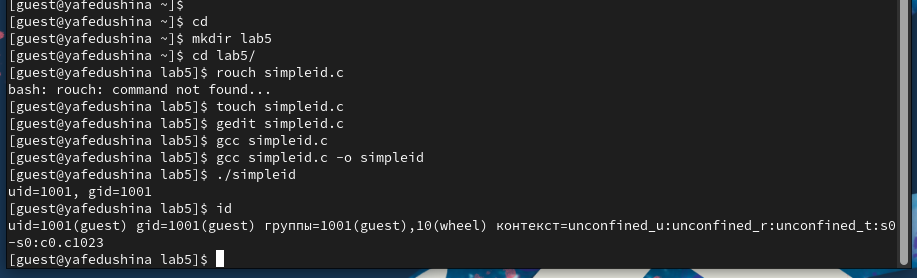 [guest@yafedushina ~]$
[guest@yafedushina ~]$ cd
[guest@yafedushina ~]$ mkdir lab5
[guest@yafedushina ~]$ cd lab5/
[guest@yafedushina lab5]$ rouch simpleid.c
bash: rouch: command not found...
[guest@yafedushina lab5]$ touch simpleid.c
[guest@yafedushina lab5]$ gedit simpleid.c
[guest@yafedushina lab5]$ gcc simpleid.c
[guest@yafedushina lab5]$ gcc simpleid.c -o simpleid
[guest@yafedushina lab5]$ ./simpleid
uid=1001, gid=1001
[guest@yafedushina lab5]$ id
uid=1001(guest) gid=1001(guest) группы=1001(guest),10(wheel) контекст=unconfined_u:unconfined_r:unconfined_t:s0
-s0:c0.c1023
[guest@yafedushina lab5]$